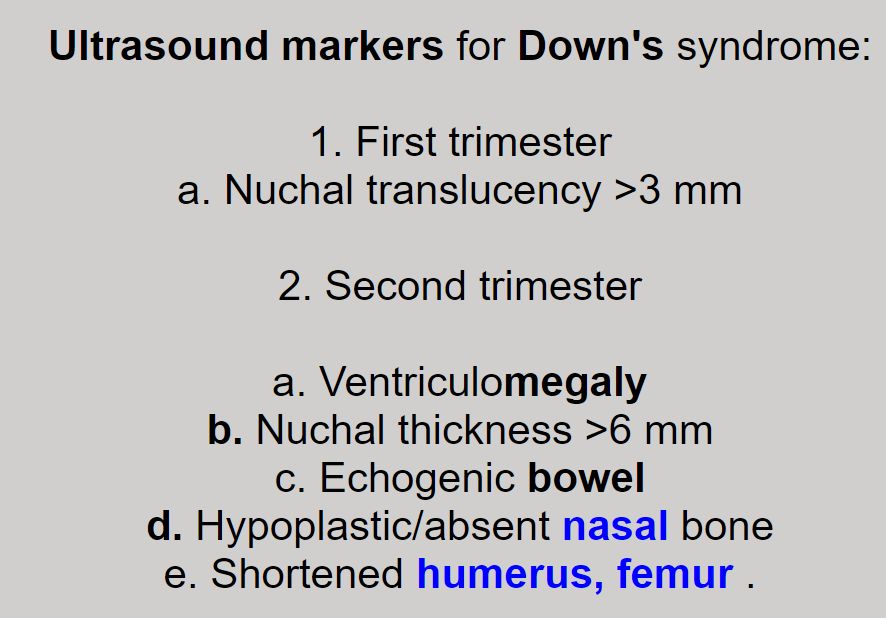 Ultrasound markers for Down's syndrome:
1. First trimester
a. Nuchal translucency >3 mm
2. Second trimester
a. Ventriculomegaly
b. Nuchal thickness >6 mm
c. Echogenic bowel
d. Hypoplastic/absent nasal bone
e. Shortened humerus, femur .